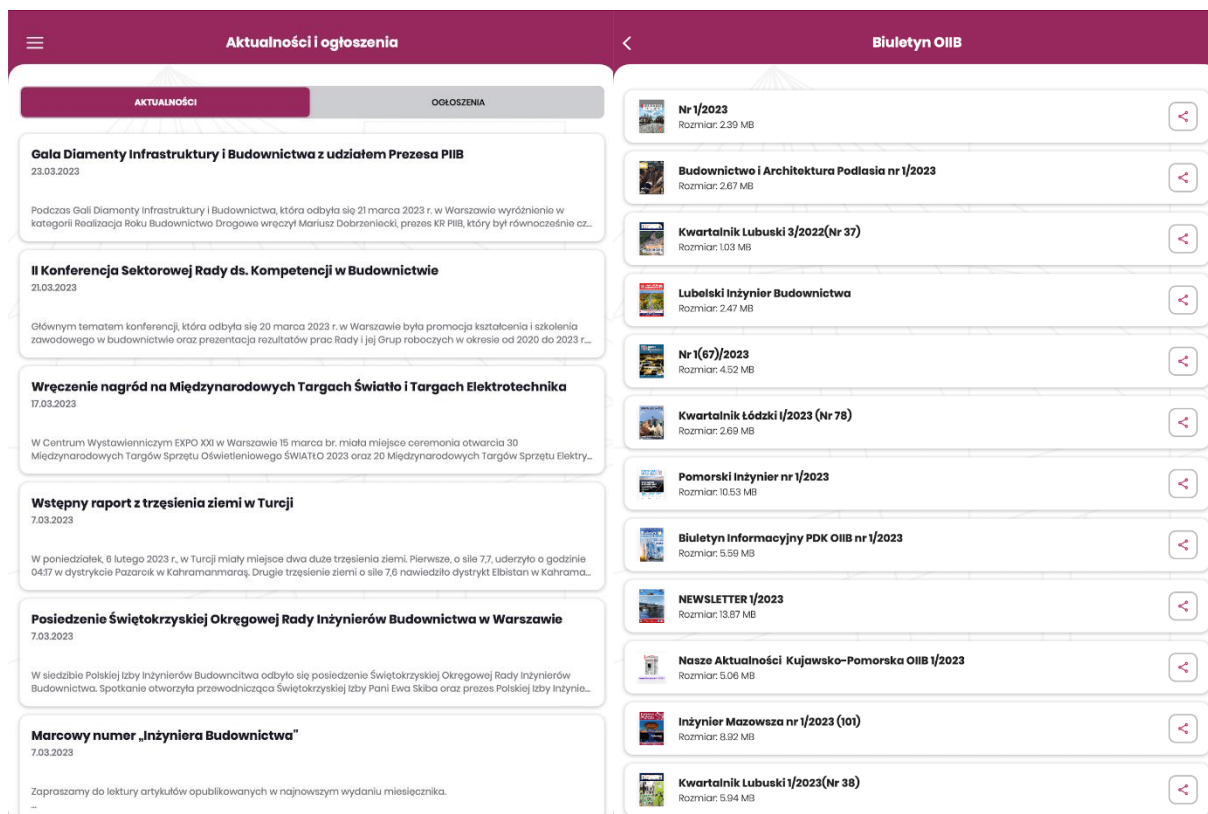 Aktualności i ogłoszenia
AKTUALNOŚCI
OGŁOSZENIA
Gala Diamenty Infrastruktury i Budownictwa z udziałem Prezesa PIIB
23.03.2023
Podczas Gali Diamenty Infrastruktury i Budownictwa, która odbyła się 21 marca 2023 r. w Warszawie wyróżnienie w
kategorii Realizacja Roku Budownictwo Drogowe wręczył Mariusz Dobrzeniecki, prezes KR PIIB, który był równocześnie cz...
II Konferencja Sektorowej Rady ds. Kompetencji w Budownictwie
21.03.2023
Głównym tematem konferencji, która odbyła się 20 marca 2023 r. w Warszawie była promocja kształcenia i szkolenia
zawodowego w budownictwie oraz prezentacja rezultatów prac Rady i jej Grup roboczych w okresie od 2020 do 2023 r....
Wręczenie nagród na Międzynarodowych Targach Światło i Targach Elektrotechnika
17.03.2023
W Centrum Wystawienniczym EXPO XXI w Warszawie 15 marca br. miała miejsce ceremonia otwarcia 30
Międzynarodowych Targów Sprzętu Oświetleniowego ŚWIATŁO 2023 oraz 20 Międzynarodowych Targów Sprzętu Elektry...
Wstępny raport z trzęsienia ziemi w Turcji
7.03.2023
W poniedziałek, 6 lutego 2023 r., w Turcji miały miejsce dwa duże trzęsienia ziemi. Pierwsze, o sile 7,7, uderzyło o godzinie
04:17 w dystrykcie Pazarcık w Kahramanmaraş. Drugie trzęsienie ziemi o sile 7,6 nawiedziło dystrykt Elbistan w Kahrama...
Posiedzenie Świętokrzyskiej Okręgowej Rady Inżynierów Budownictwa w Warszawie
7.03.2023
W siedzibie Polskiej Izby Inżynierów Budowncitwa odbyło się posiedzenie Świętokrzyskiej Okręgowej Rady Inżynierów
Budownictwa. Spotkanie otworzyła przewodnicząca Świętokrzyskiej Izby Pani Ewa Skiba oraz prezes Polskiej Izby Inżynie...
Marcowy numer „Inżyniera Budownictwa"
7.03.2023
Zapraszamy do lektury artykułów opublikowanych w najnowszym wydaniu miesięcznika.
...
Biuletyn OIIB
Nr 1/2023
Rozmiar: 2.39 MB
Budownictwo i Architektura Podlasia nr 1/2023
Rozmiar: 2.67 MB
Kwartalnik Lubuski 3/2022(Nr 37)
Rozmiar: 1.03 MB
Lubelski Inżynier Budownictwa
Rozmiar: 2.47 MB
Nr 1(67)/2023
Rozmiar: 4.52 MB
Kwartalnik Łódzki I/2023 (Nr 78)
Rozmiar: 2.69 MB
Pomorski Inżynier nr 1/2023
Rozmiar: 10.53 MB
Biuletyn Informacyjny PDK OIIB nr 1/2023
Rozmiar: 5.59 MB
NEWSLETTER 1/2023
Rozmiar: 13.87 MB
Nasze Aktualności Kujawsko-Pomorska OIIB 1/2023
Rozmiar: 5.06 MB
Inżynier Mazowsza nr 1/2023 (101)
Rozmiar: 8.92 MB
Kwartalnik Lubuski 1/2023(Nr 38)
Rozmiar: 5.94 MB